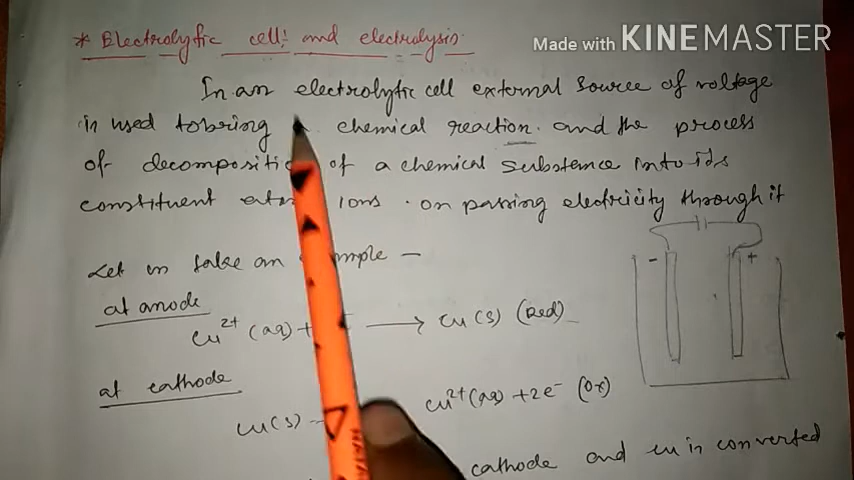 * Electrolytic cell: and electrolysis:
Made with KINEMASTER
In an electrolytic cell external source of voltage
is used to bring chemical reaction. and the process
of decompositi of a chemical substance into its
constituent ions. on passing electricity through it
Let us take an mple -
at anode
Cu²⁺ (aq) + → Cu(s) (Red)
at cathode
Cu(s) - Cu²⁺(aq) + 2e⁻ (Ox)
cathode and Cu is converted
- +